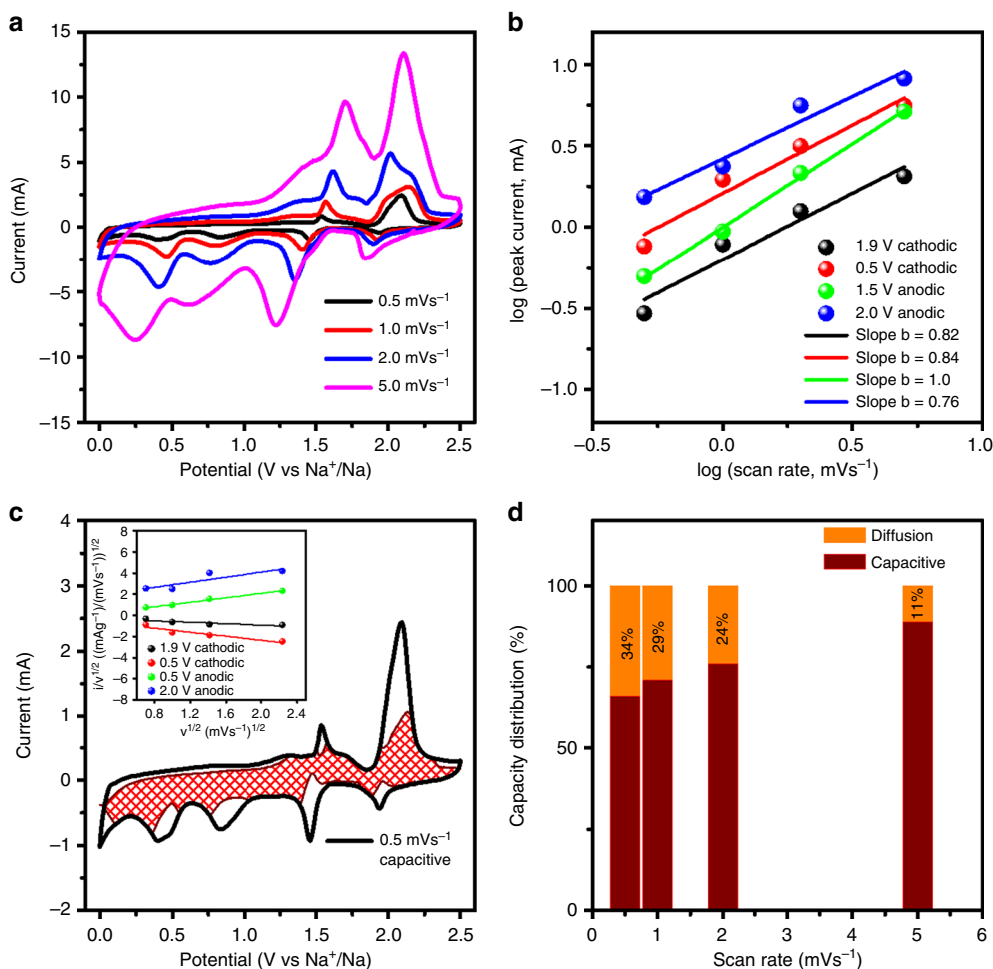 a
15
10
5
0
−5
−10
−15
Current (mA)
0.5 mVs⁻¹
1.0 mVs⁻¹
2.0 mVs⁻¹
5.0 mVs⁻¹
0.0 0.5 1.0 1.5 2.0 2.5
Potential (V vs Na⁺/Na)
b
1.0
0.5
0.0
−0.5
−1.0
log (peak current, mA)
1.9 V cathodic
0.5 V cathodic
1.5 V anodic
2.0 V anodic
Slope b = 0.82
Slope b = 0.84
Slope b = 1.0
Slope b = 0.76
−0.5 0.0 0.5 1.0
log (scan rate, mVs⁻¹)
c
4
3
2
1
0
−1
−2
Current (mA)
8
6
4
2
0
−2
−4
−6
−8
i/v¹/² ((mAg⁻¹)/(mVs⁻¹))¹/²
1.9 V cathodic
0.5 V cathodic
0.5 V anodic
2.0 V anodic
0.8 1.2 1.6 2.0 2.4
v¹/² (mVs⁻¹)¹/²
0.5 mVs⁻¹
capacitive
0.0 0.5 1.0 1.5 2.0 2.5
Potential (V vs Na⁺/Na)
d
Diffusion
Capacitive
100
50
0
Capacity distribution (%)
34%
29%
24%
11%
0 1 2 3 4 5 6
Scan rate (mVs⁻¹)